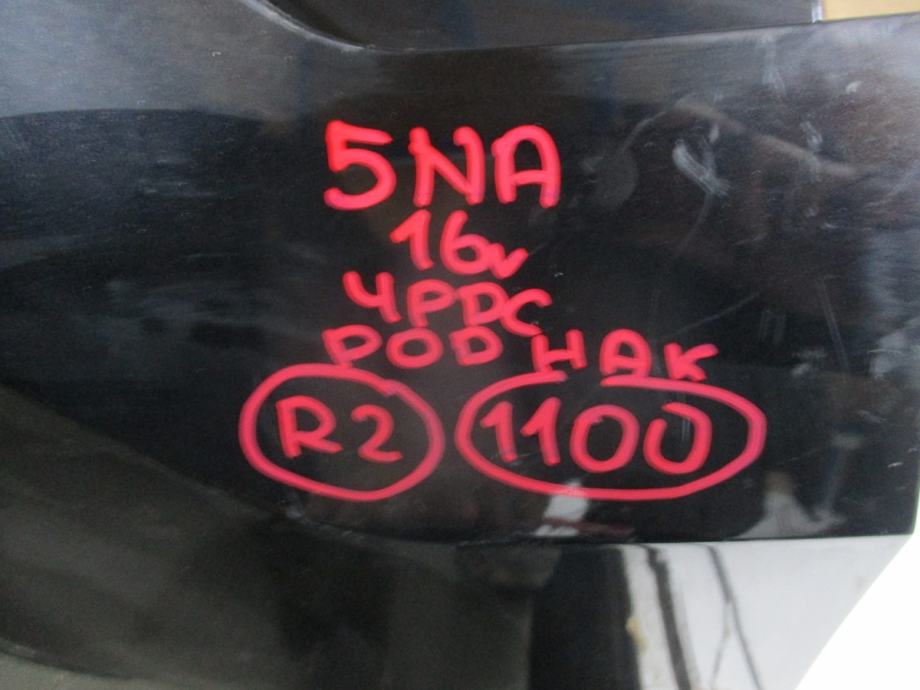 5NA
16v
4PDC
POD HAK
R2 1100